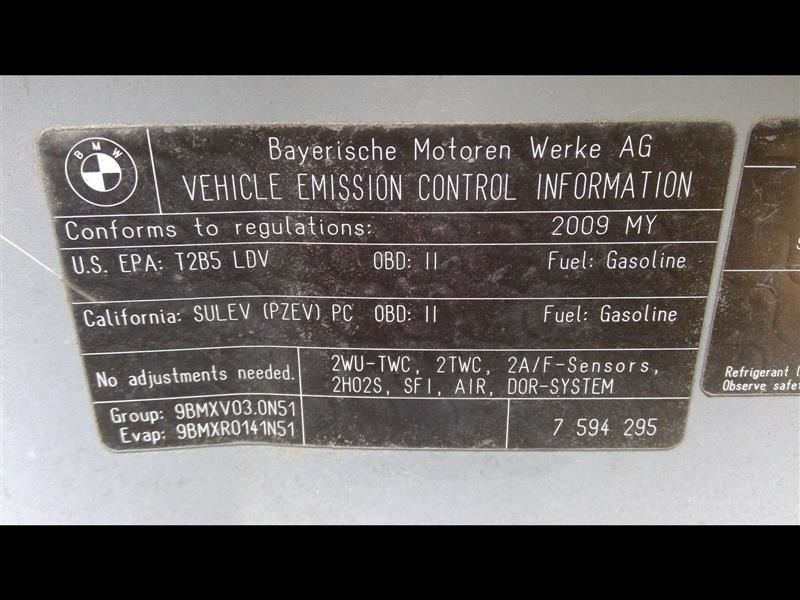 BMW
Bayerische Motoren Werke AG
VEHICLE EMISSION CONTROL INFORMATION
Conforms to regulations: 2009 MY
U.S. EPA: T2B5 LDV OBD: II Fuel: Gasoline
California: SULEV (PZEV) PC OBD: II Fuel: Gasoline
No adjustments needed.
2WU-TWC, 2TWC, 2A/F-Sensors,
2HO2S, SFI, AIR, DOR-SYSTEM
Group: 9BMXV03.0N51
Evap: 9BMXR0141N51
7 594 295
Refrigerant
Observe